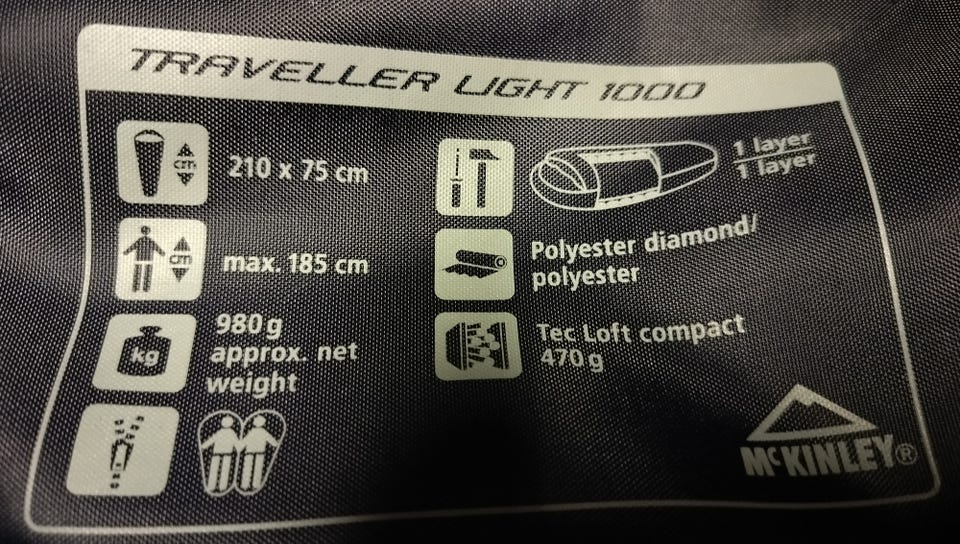 TRAVELLER LIGHT 1000
cm
210 x 75 cm
cm
max. 185 cm
kg
980 g
approx. net
weight
1 layer
1 layer
Polyester diamond/
polyester
Tec Loft compact
470 g
McKINLEY®